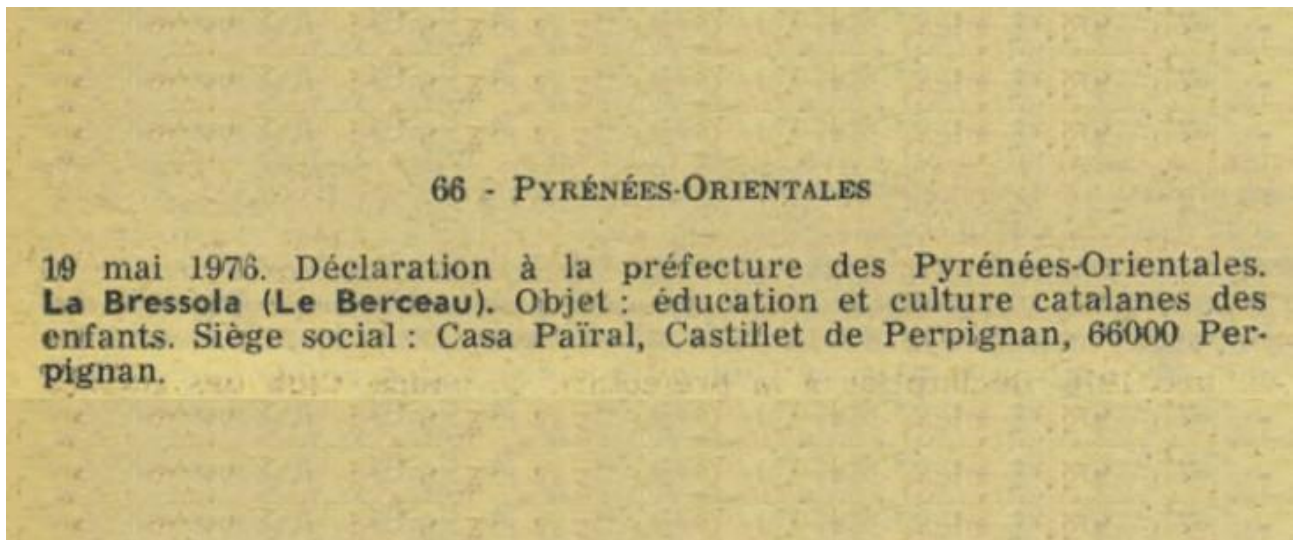 66 - PYRÉNÉES-ORIENTALES
19 mai 1976. Déclaration à la préfecture des Pyrénées-Orientales.
La Bressola (Le Berceau). Objet : éducation et culture catalanes des
enfants. Siège social : Casa Païral, Castillet de Perpignan, 66000 Per-
pignan.